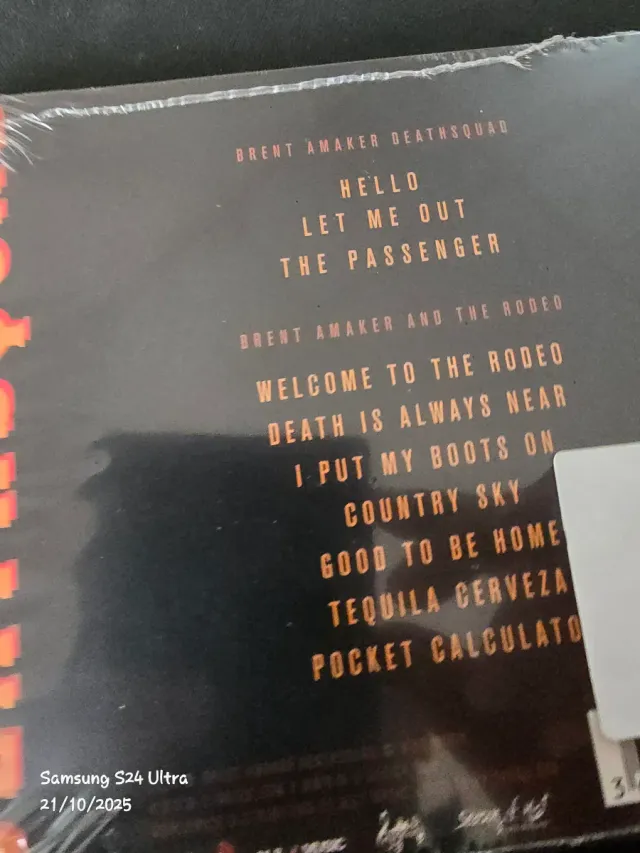 BRENT AMAKER DEATHSQUAD
HELLO
LET ME OUT
THE PASSENGER
BRENT AMAKER AND THE RODEO
WELCOME TO THE RODEO
DEATH IS ALWAYS NEAR
I PUT MY BOOTS ON
COUNTRY SKY
GOOD TO BE HOME
TEQUILA CERVEZA
POCKET CALCULATO
Samsung S24 Ultra
21/10/2025